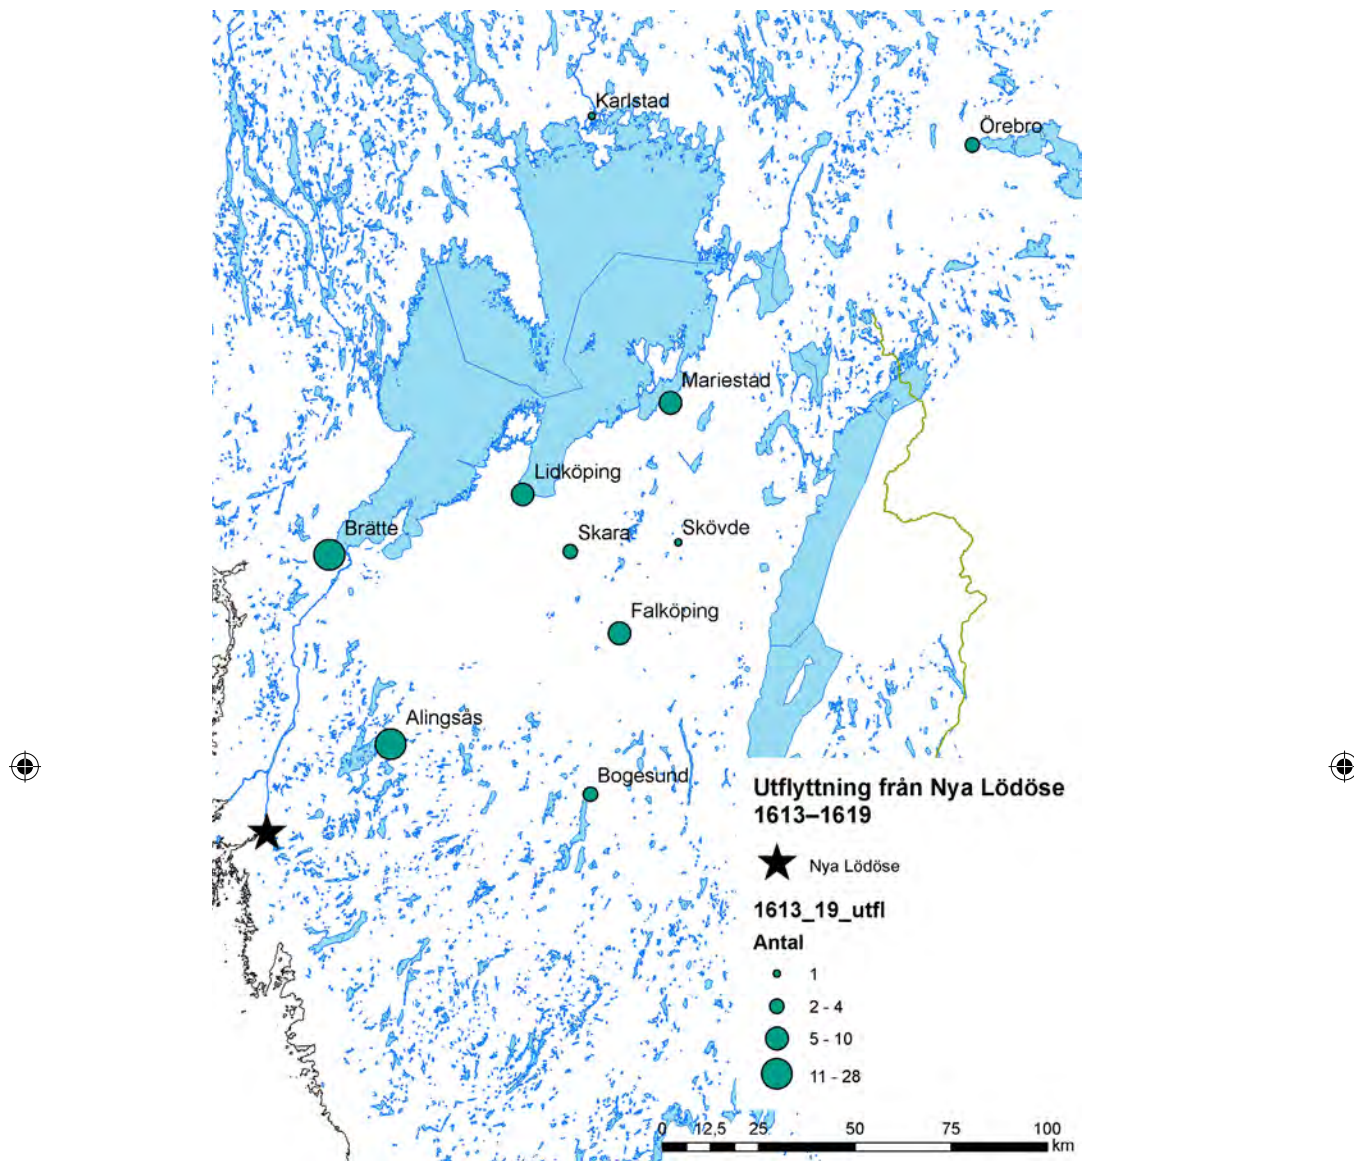 Karlstad
Örebro
Mariestad
Lidköping
Brätte
Skara
Skövde
Falköping
Alingsås
Bogesund
Utflyttning från Nya Lödöse
1613–1619
Nya Lödöse
1613_19_utfl
Antal
1
2 - 4
5 - 10
11 - 28
0 12,5 25 50 75 100
km